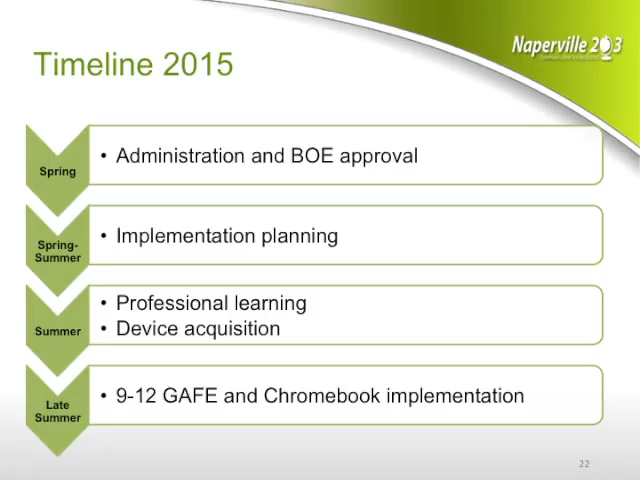 Naperville 203
Timeline 2015
Spring
• Administration and BOE approval
Spring-
Summer
• Implementation planning
Summer
• Professional learning
• Device acquisition
Late
Summer
• 9-12 GAFE and Chromebook implementation
22